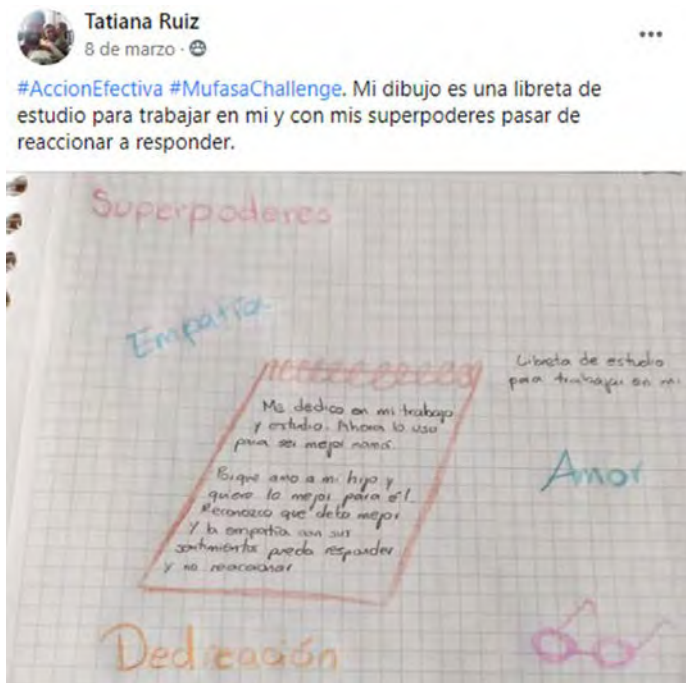 Tatiana Ruiz
8 de marzo ·
#AccionEfectiva #MufasaChallenge. Mi dibujo es una libreta de
estudio para trabajar en mi y con mis superpoderes pasar de
reaccionar a responder.
Superpoderes
Empatía
Libreta de estudio
para trabajar en mi
Me dedico en mi trabajo
y estudio. Ahora lo uso
para ser mejor mamá.
Porque amo a mi hijo y
quiero lo mejor para él.
Reconozco que debo mejor
y la empatía con sus
sentimientos puedo responder
y no reaccionar
Amor
Dedicación